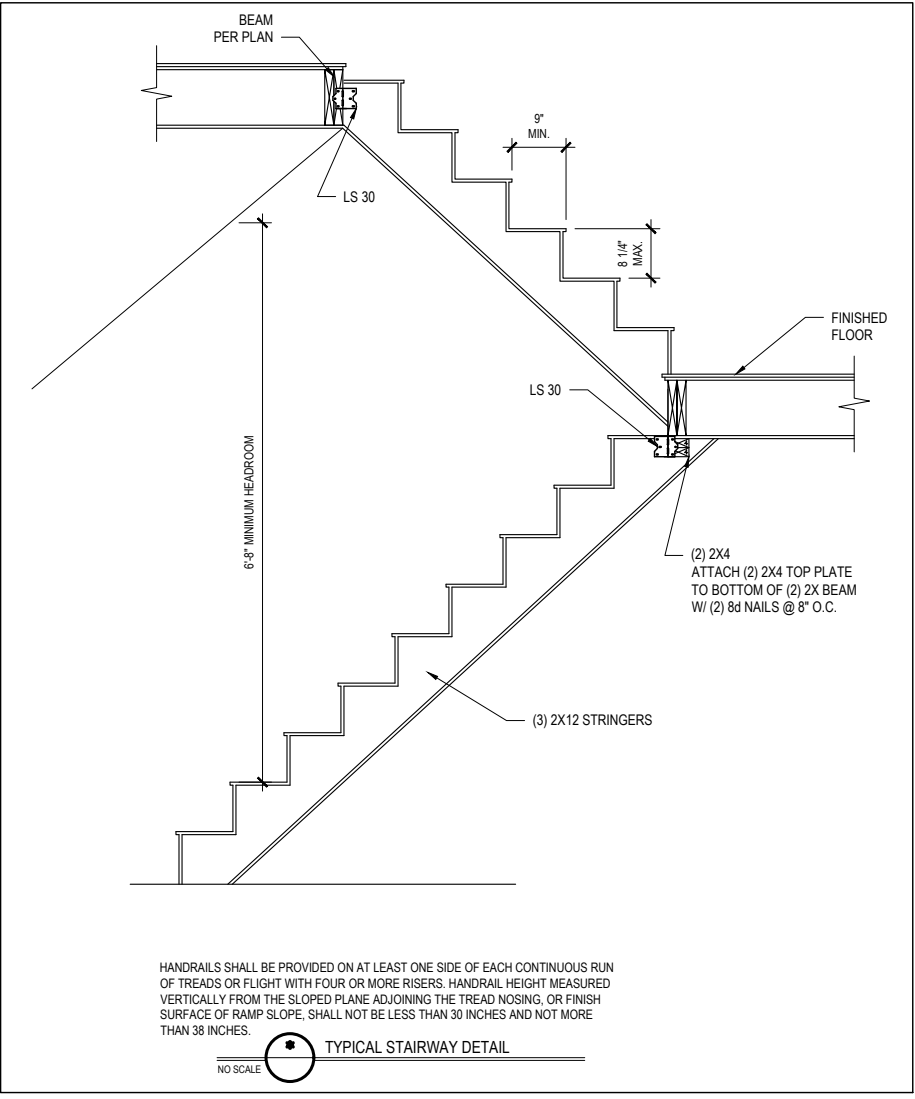 BEAM
PER PLAN
9"
MIN.
LS 30
8 1/4"
MAX.
FINISHED
FLOOR
LS 30
6'-8" MINIMUM HEADROOM
(2) 2X4
ATTACH (2) 2X4 TOP PLATE
TO BOTTOM OF (2) 2X BEAM
W/ (2) 8d NAILS @ 8" O.C.
(3) 2X12 STRINGERS
HANDRAILS SHALL BE PROVIDED ON AT LEAST ONE SIDE OF EACH CONTINUOUS RUN
OF TREADS OR FLIGHT WITH FOUR OR MORE RISERS. HANDRAIL HEIGHT MEASURED
VERTICALLY FROM THE SLOPED PLANE ADJOINING THE TREAD NOSING, OR FINISH
SURFACE OF RAMP SLOPE, SHALL NOT BE LESS THAN 30 INCHES AND NOT MORE
THAN 38 INCHES.
TYPICAL STAIRWAY DETAIL
NO SCALE